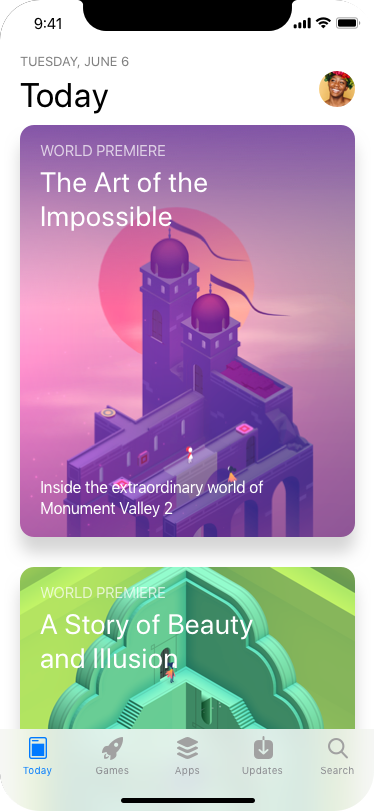 9:41
TUESDAY, JUNE 6
Today
WORLD PREMIERE
The Art of the
Impossible
Inside the extraordinary world of
Monument Valley 2
WORLD PREMIERE
A Story of Beauty
and Illusion
Today Games Apps Updates Search